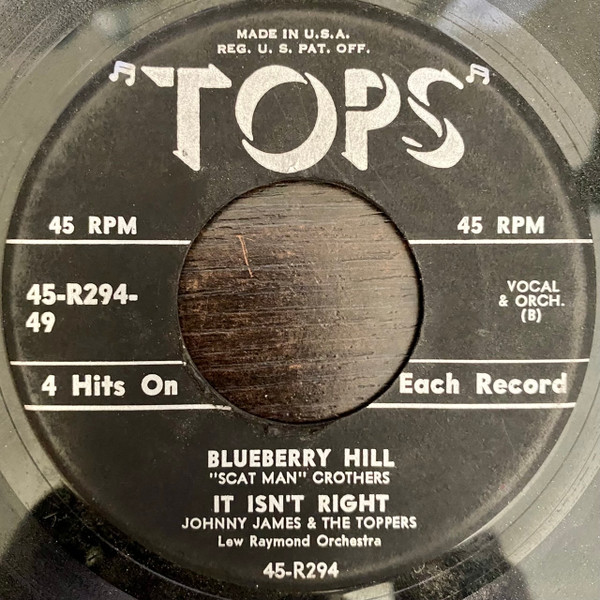 MADE IN U.S.A.
REG. U. S. PAT. OFF.
"TOPS"
45 RPM
45 RPM
45-R294-
49
VOCAL
& ORCH.
(B)
4 Hits On
Each Record
BLUEBERRY HILL
"SCAT MAN" CROTHERS
IT ISN'T RIGHT
JOHNNY JAMES & THE TOPPERS
Lew Raymond Orchestra
45-R294